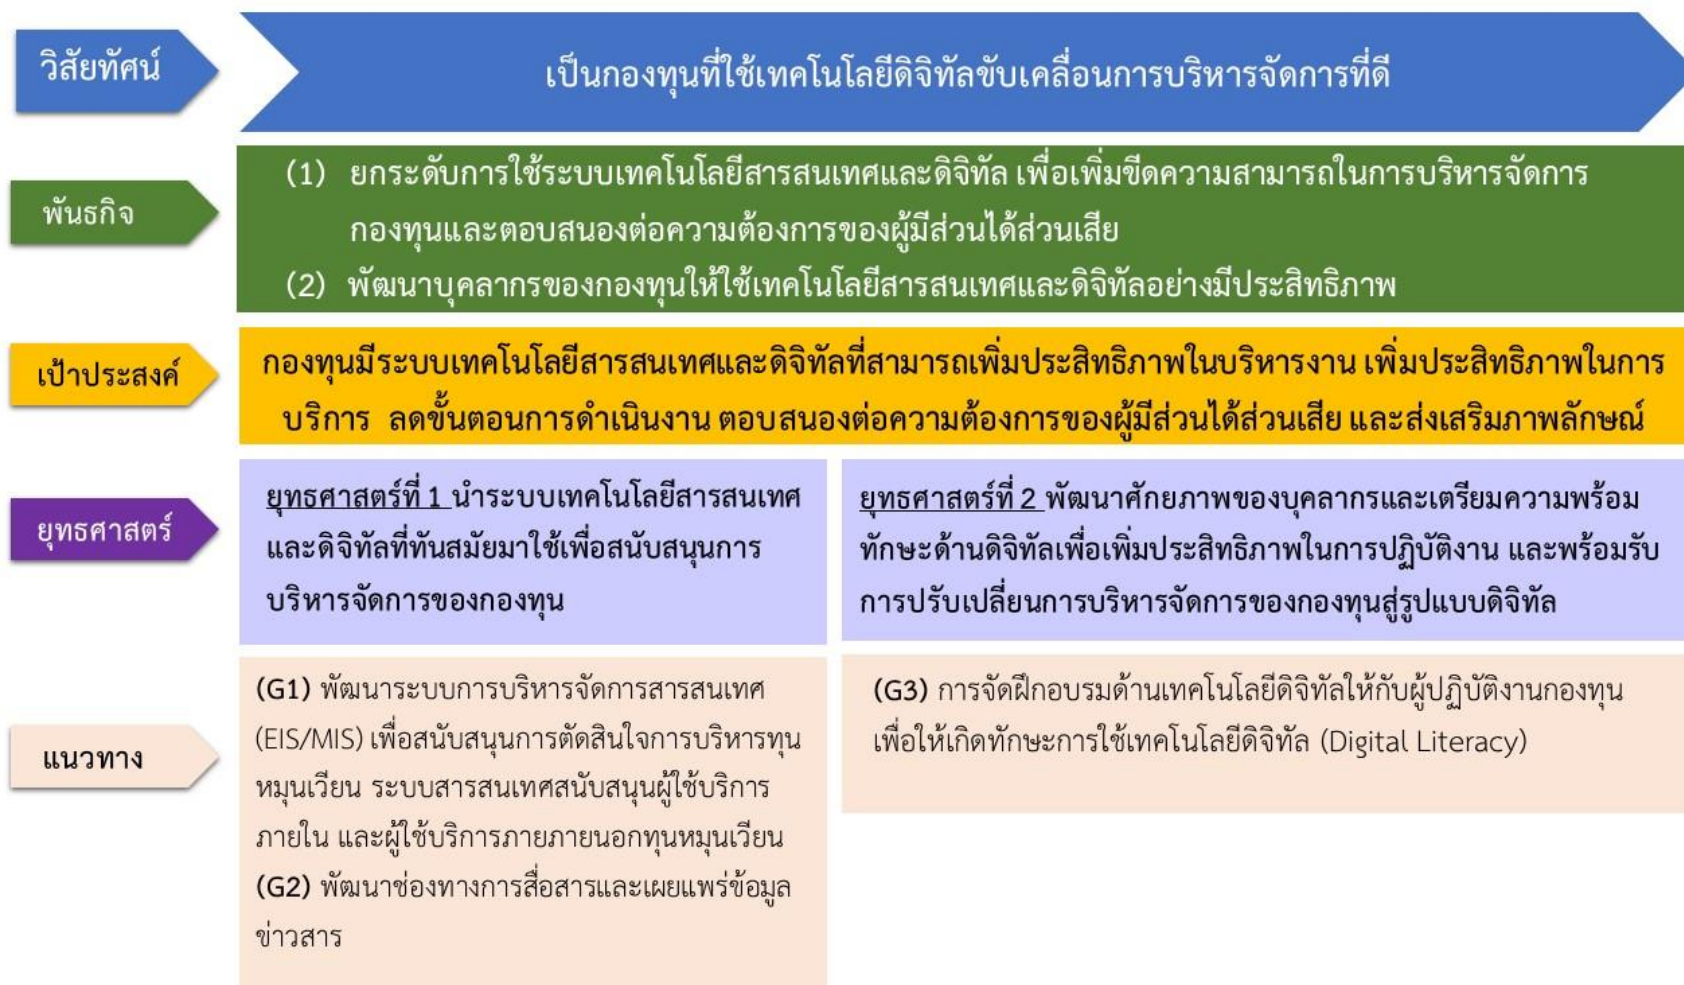 วิสัยทัศน์
เป็นกองทุนที่ใช้เทคโนโลยีดิจิทัลขับเคลื่อนการบริหารจัดการที่ดี
พันธกิจ
(1) ยกระดับการใช้ระบบเทคโนโลยีสารสนเทศและดิจิทัล เพื่อเพิ่มขีดความสามารถในการบริหารจัดการ
กองทุนและตอบสนองต่อความต้องการของผู้มีส่วนได้ส่วนเสีย
(2) พัฒนาบุคลากรของกองทุนให้ใช้เทคโนโลยีสารสนเทศและดิจิทัลอย่างมีประสิทธิภาพ
เป้าประสงค์
กองทุนมีระบบเทคโนโลยีสารสนเทศและดิจิทัลที่สามารถเพิ่มประสิทธิภาพในบริหารงาน เพิ่มประสิทธิภาพในการ
บริการ ลดขั้นตอนการดำเนินงาน ตอบสนองต่อความต้องการของผู้มีส่วนได้ส่วนเสีย และส่งเสริมภาพลักษณ์
ยุทธศาสตร์
ยุทธศาสตร์ที่ 1 นำระบบเทคโนโลยีสารสนเทศ
และดิจิทัลที่ทันสมัยมาใช้เพื่อสนับสนุนการ
บริหารจัดการของกองทุน
ยุทธศาสตร์ที่ 2 พัฒนาศักยภาพของบุคลากรและเตรียมความพร้อม
ทักษะด้านดิจิทัลเพื่อเพิ่มประสิทธิภาพในการปฏิบัติงาน และพร้อมรับ
การปรับเปลี่ยนการบริหารจัดการของกองทุนสู่รูปแบบดิจิทัล
แนวทาง
(G1) พัฒนาระบบการบริหารจัดการสารสนเทศ
(EIS/MIS) เพื่อสนับสนุนการตัดสินใจการบริหารทุน
หมุนเวียน ระบบสารสนเทศสนับสนุนผู้ใช้บริการ
ภายใน และผู้ใช้บริการภายภายนอกทุนหมุนเวียน
(G2) พัฒนาช่องทางการสื่อสารและเผยแพร่ข้อมูล
ข่าวสาร
(G3) การจัดฝึกอบรมด้านเทคโนโลยีดิจิทัลให้กับผู้ปฏิบัติงานกองทุน
เพื่อให้เกิดทักษะการใช้เทคโนโลยีดิจิทัล (Digital Literacy)